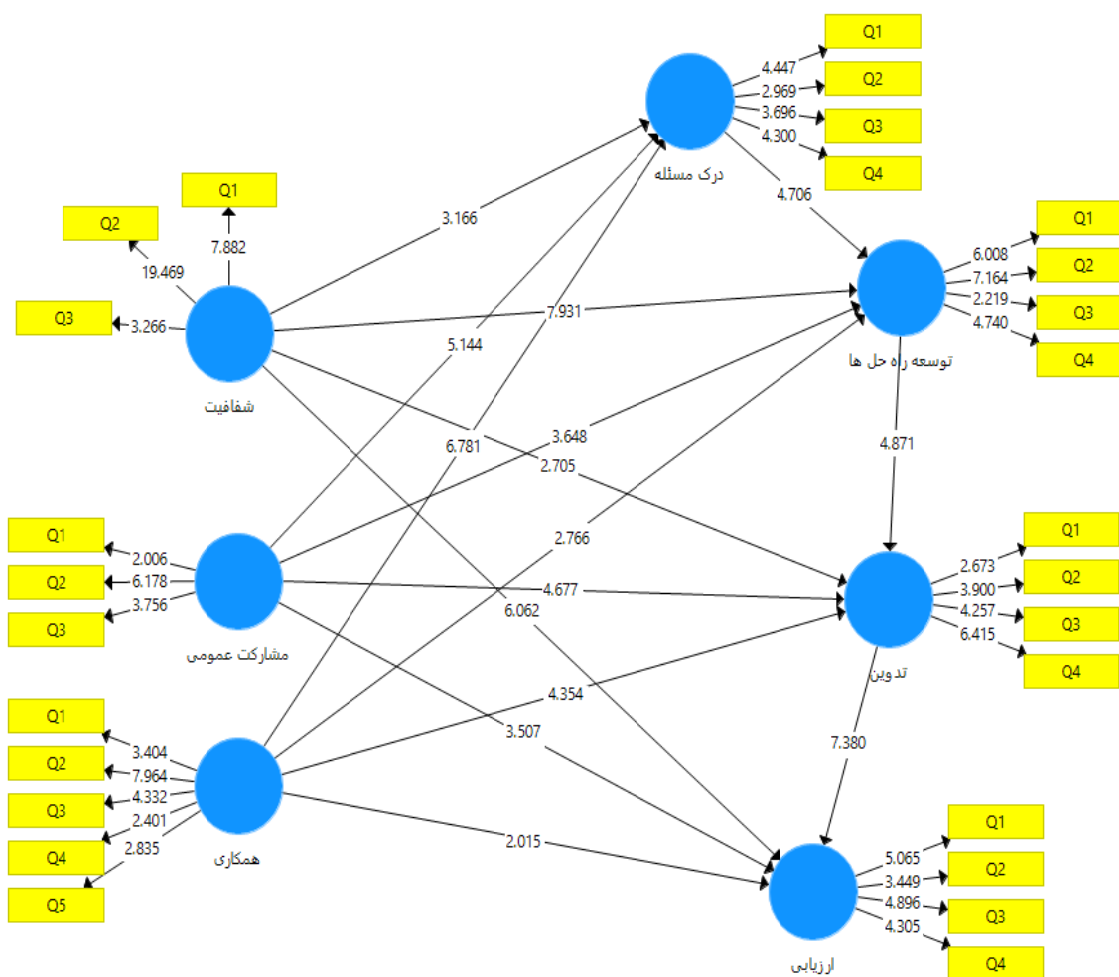 Q1
4.447
Q2
2.969
3.696
Q3
4.300
Q4
درک مسئله
Q1
Q2
7.882
19.469
Q3
3.266
شفافیت
3.166
4.706
Q1
6.008
Q2
7.164
2.219
Q3
4.740
Q4
توسعه راه حل ها
7.931
5.144
3.648
6.781
2.705
4.871
2.766
Q1
2.006
Q2
6.178
3.756
Q3
مشارکت عمومی
4.677
6.062
Q1
2.673
Q2
3.900
4.257
Q3
6.415
Q4
تدوین
4.354
3.507
7.380
Q1
3.404
Q2
7.964
4.332
Q3
2.401
Q4
2.835
Q5
همکاری
2.015
Q1
5.065
Q2
3.449
4.896
Q3
4.305
Q4
ارزیابی